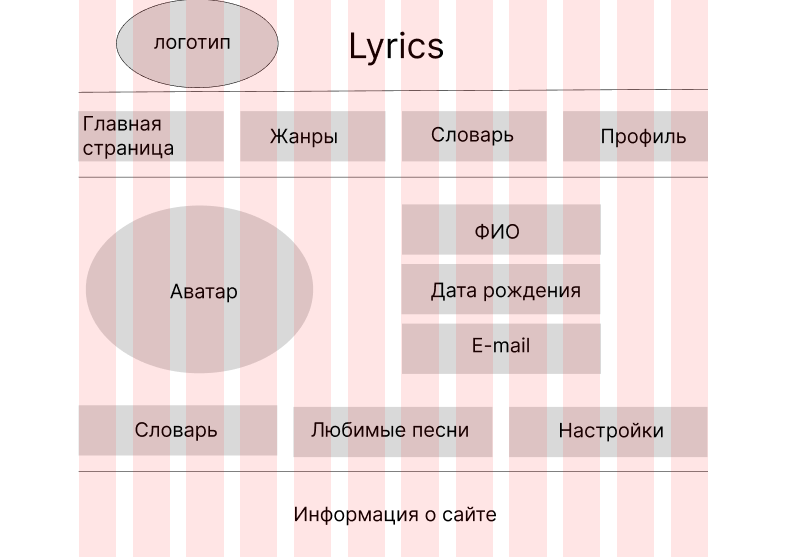 логотип
Lyrics
Главная
страница
Жанры
Словарь
Профиль
Аватар
ФИО
Дата рождения
E-mail
Словарь
Любимые песни
Настройки
Информация о сайте